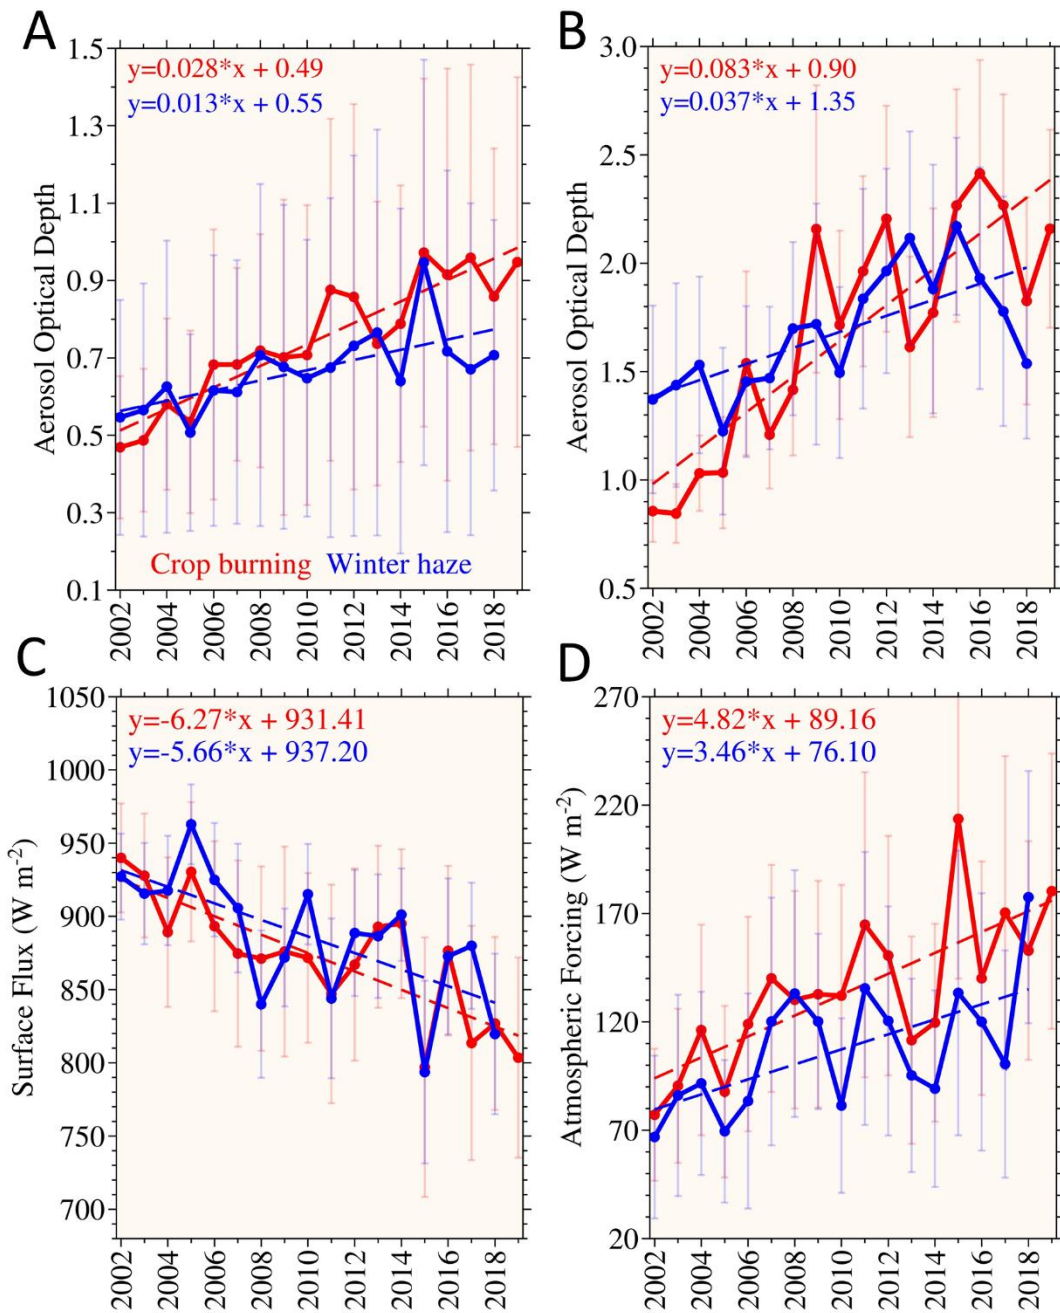 A
1.5
1.3
1.1
0.9
0.7
0.5
0.3
0.1
Aerosol Optical Depth
y=0.028*x + 0.49
y=0.013*x + 0.55
Crop burning Winter haze
2002 2004 2006 2008 2010 2012 2014 2016 2018
B
3.0
2.5
2.0
1.5
1.0
0.5
Aerosol Optical Depth
y=0.083*x + 0.90
y=0.037*x + 1.35
2002 2004 2006 2008 2010 2012 2014 2016 2018
C
1050
1000
950
900
850
800
750
700
Surface Flux (W m⁻²)
y=-6.27*x + 931.41
y=-5.66*x + 937.20
2002 2004 2006 2008 2010 2012 2014 2016 2018
D
270
220
170
120
70
20
Atmospheric Forcing (W m⁻²)
y=4.82*x + 89.16
y=3.46*x + 76.10
2002 2004 2006 2008 2010 2012 2014 2016 2018